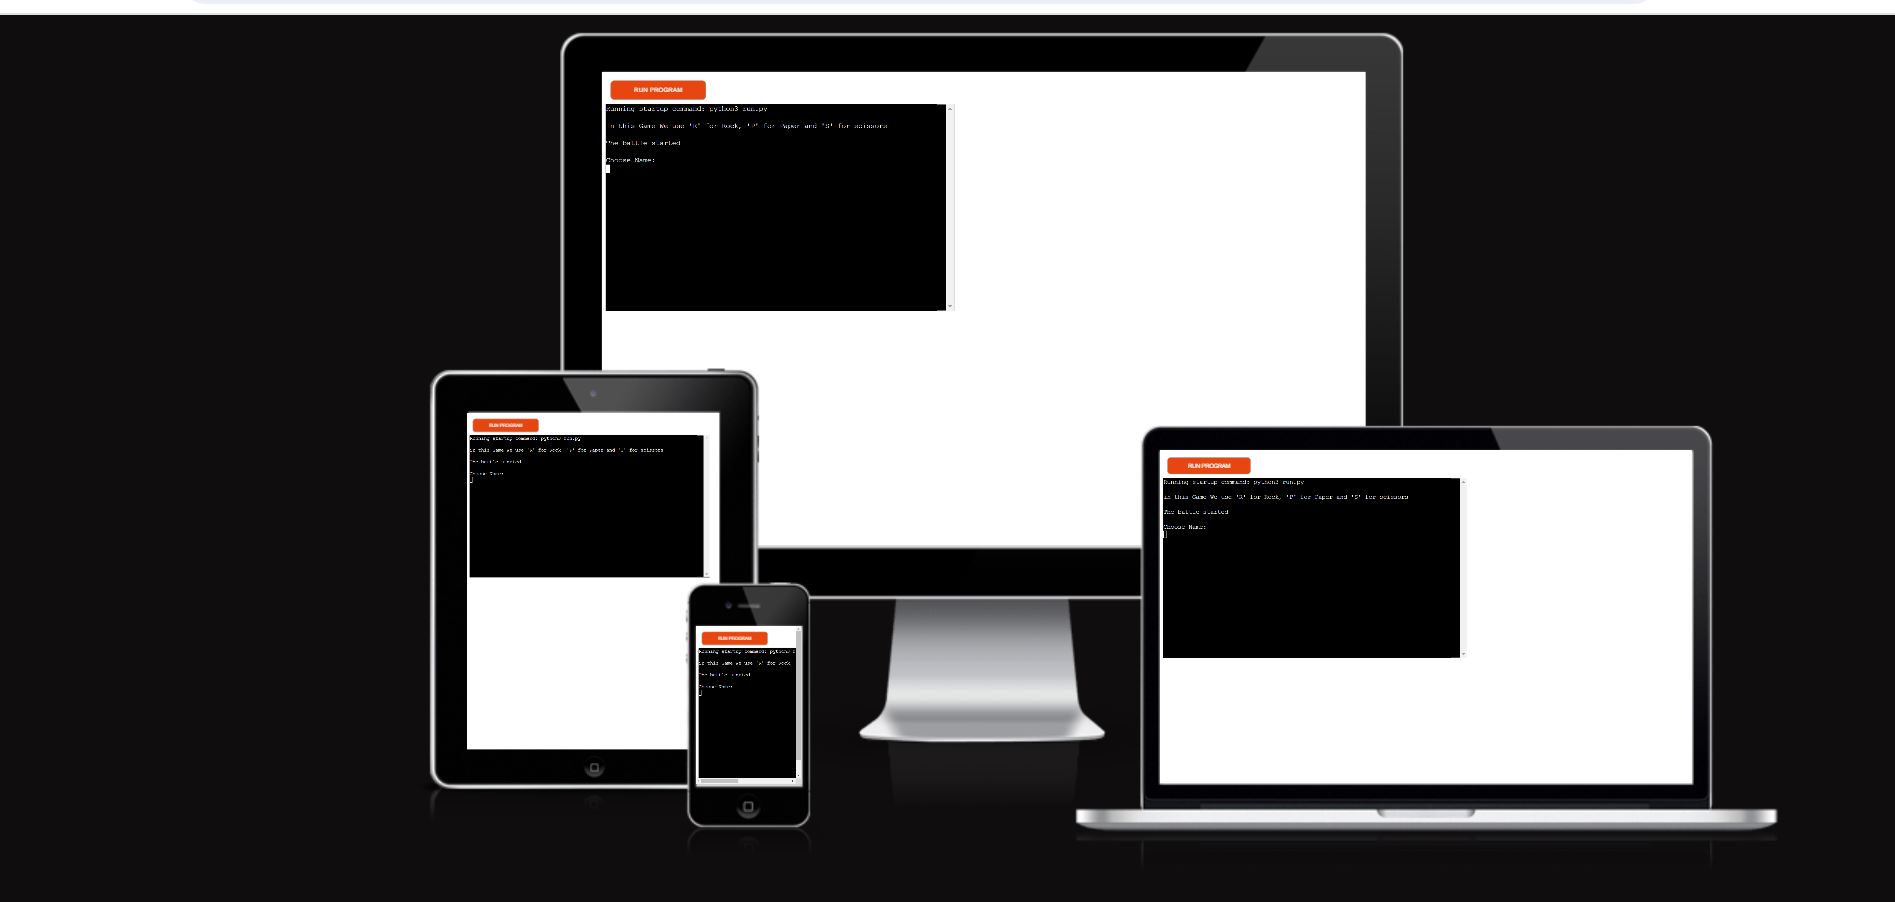 RUN PROGRAM
Running startup command: python3 run.py
In this Game We use 'R' for Rock, 'P' for Paper and 'S' for scissors
The battle started
Choose Name:
RUN PROGRAM
Running startup command: python3 run.py
In this Game We use 'R' for Rock, 'P' for Paper and 'S' for scissors
The battle started
Choose Name:
RUN PROGRAM
Running startup command: python3 run.py
In this Game We use 'R' for Rock, 'P' for Paper and 'S' for scissors
The battle started
Choose Name:
RUN PROGRAM
Running startup command: python3 r
In this Game We use 'R' for Rock
The battle started
Choose Name: